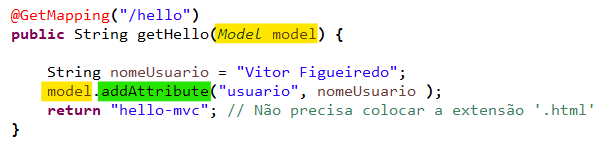 @GetMapping("/hello")
public String getHello(Model model) {
String nomeUsuario = "Vitor Figueiredo";
model.addAttribute("usuario", nomeUsuario );
return "hello-mvc"; // Não precisa colocar a extensão '.html'
}